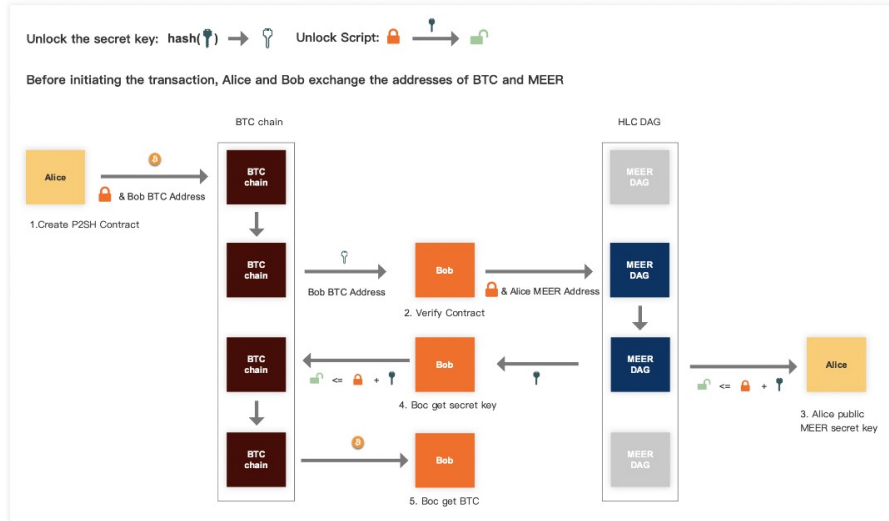 Unlock the secret key: hash( )
Unlock Script:
Before initiating the transaction, Alice and Bob exchange the addresses of BTC and MEER
BTC chain
HLC DAG
Alice
& Bob BTC Address
1.Create P2SH Contract
BTC
chain
MEER
DAG
BTC
chain
Bob BTC Address
Bob
2. Verify Contract
& Alice MEER Address
MEER
DAG
BTC
chain
<= +
Bob
4. Boc get secret key
MEER
DAG
<= +
Alice
3. Alice public
MEER secret key
BTC
chain
Bob
5. Boc get BTC
MEER
DAG